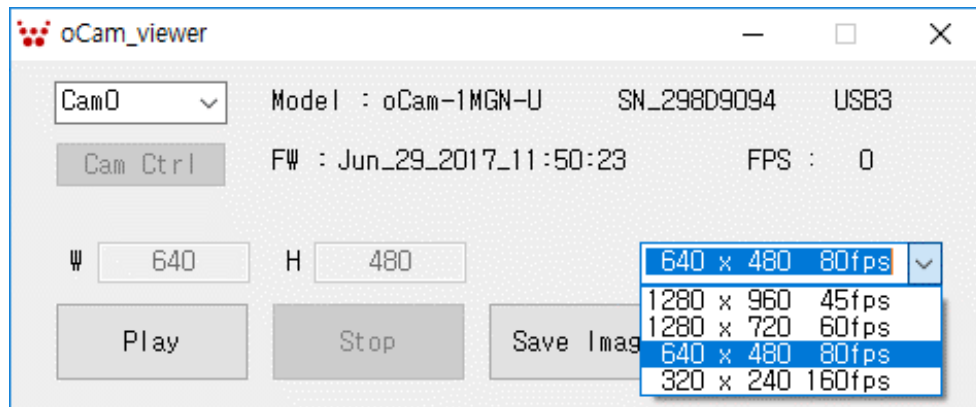 oCam_viewer
Cam0 Model : oCam-1MGN-U SN_298D9094 USB3
Cam Ctrl FW : Jun_29_2017_11:50:23 FPS : 0
W 640 H 480 640 x 480 80fps
1280 x 960 45fps
1280 x 720 60fps
640 x 480 80fps
320 x 240 160fps
Play Stop Save Imag